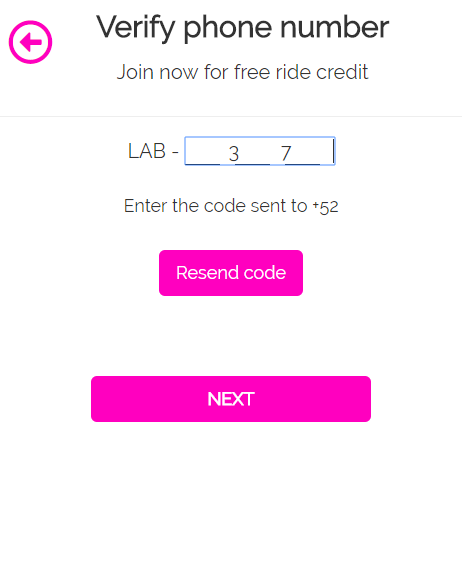 Verify phone number
Join now for free ride credit
LAB - 3 7
Enter the code sent to +52
Resend code
NEXT